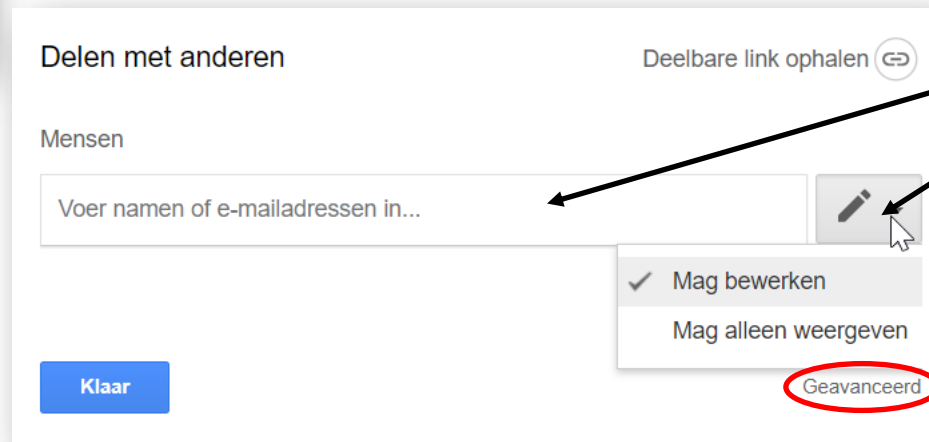 Delen met anderen
Deelbare link ophalen
Mensen
Voer namen of e-mailadressen in...
Mag bewerken
Mag alleen weergeven
Klaar
Geavanceerd